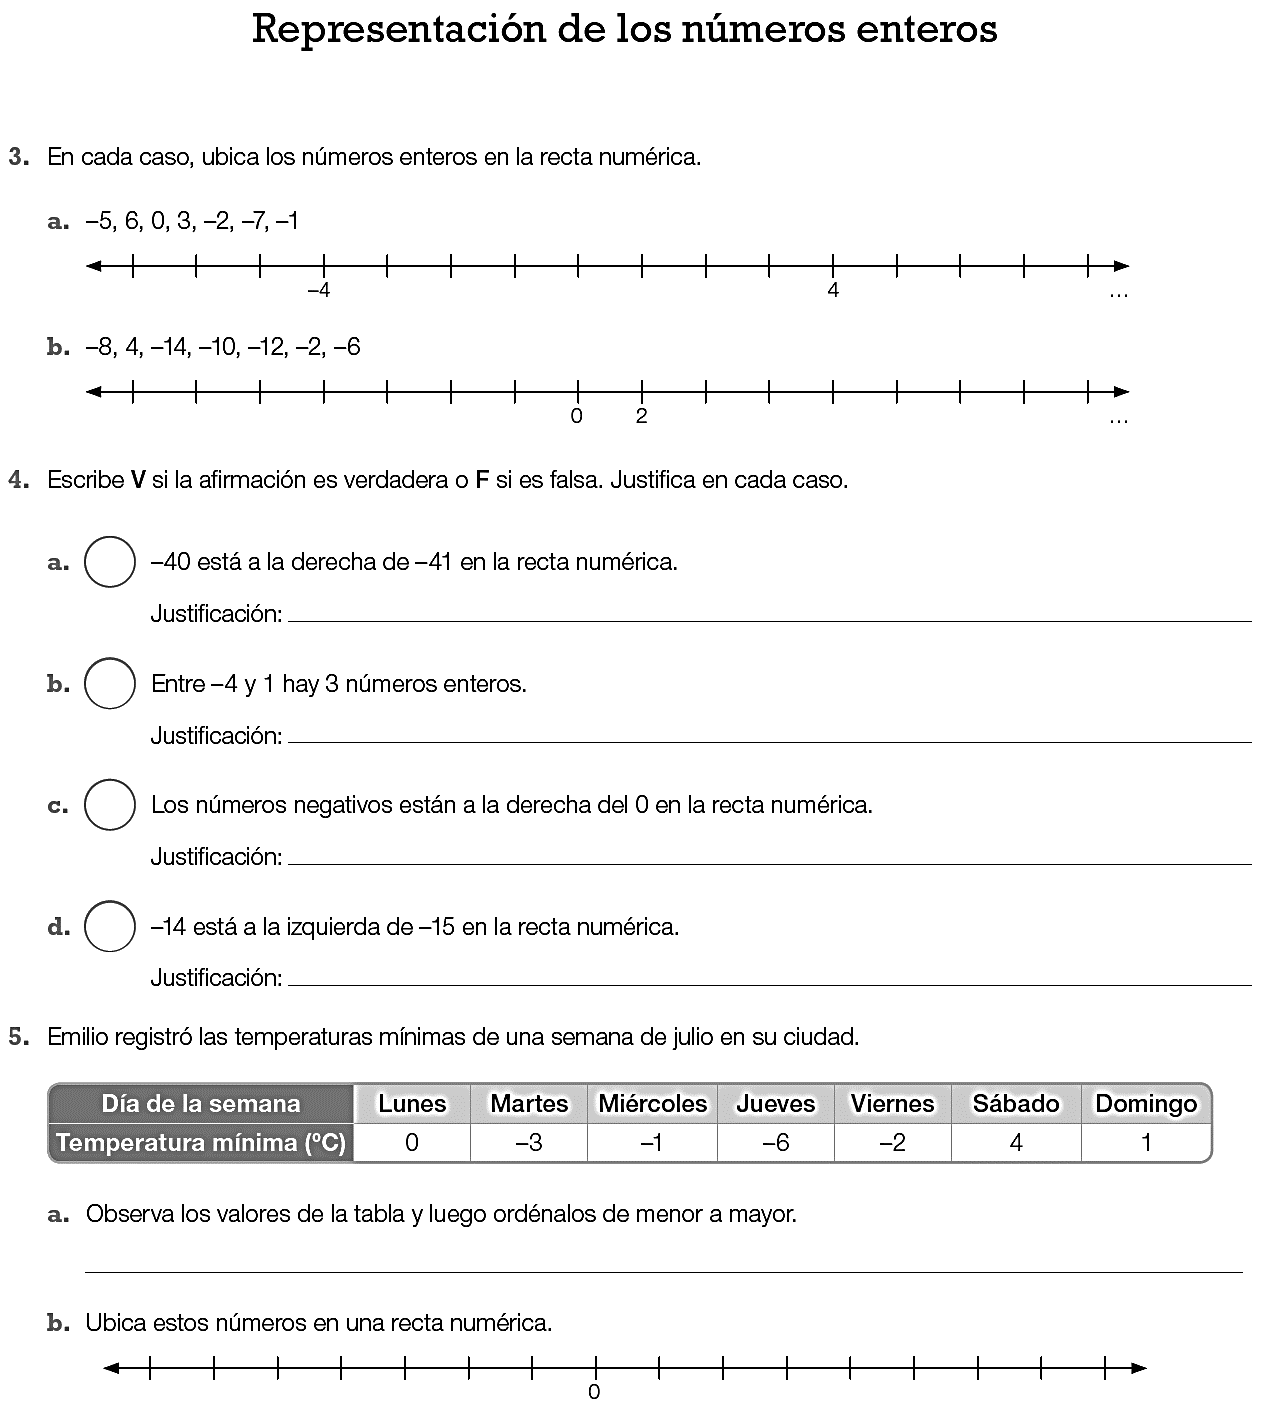 Representación de los números enteros
3. En cada caso, ubica los números enteros en la recta numérica.
a. –5, 6, 0, 3, –2, –7, –1
–4 4 ...
b. –8, 4, –14, –10, –12, –2, –6
0 2 ...
4. Escribe V si la afirmación es verdadera o F si es falsa. Justifica en cada caso.
a. –40 está a la derecha de –41 en la recta numérica.
Justificación:
b. Entre –4 y 1 hay 3 números enteros.
Justificación:
c. Los números negativos están a la derecha del 0 en la recta numérica.
Justificación:
d. –14 está a la izquierda de –15 en la recta numérica.
Justificación:
5. Emilio registró las temperaturas mínimas de una semana de julio en su ciudad.
Día de la semana Lunes Martes Miércoles Jueves Viernes Sábado Domingo
Temperatura mínima (ºC) 0 –3 –1 –6 –2 4 1
a. Observa los valores de la tabla y luego ordénalos de menor a mayor.
b. Ubica estos números en una recta numérica.
0